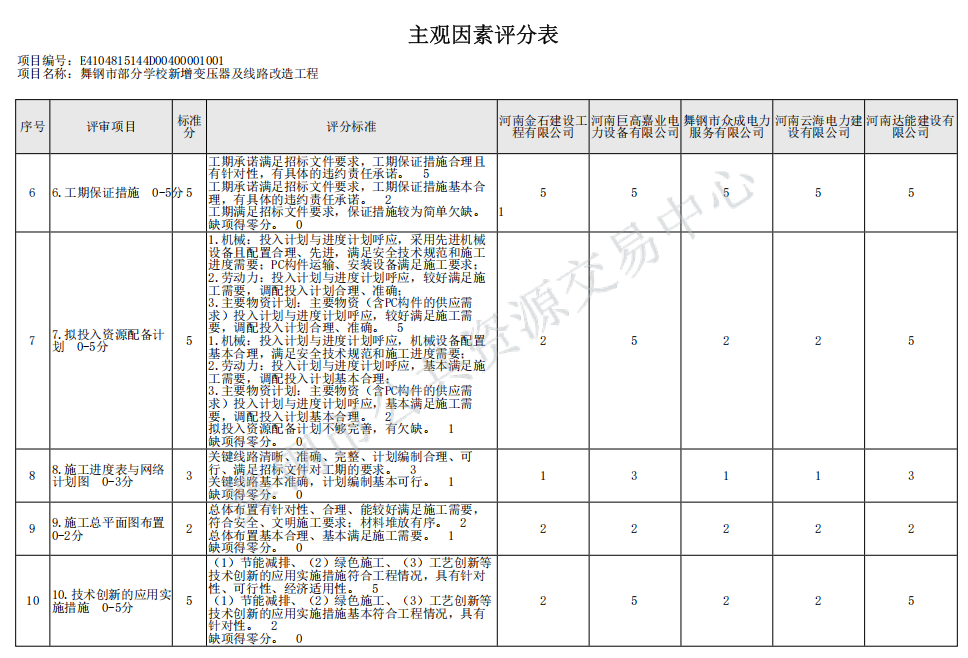 主观因素评分表
项目编号：E4104815144D00400001001
项目名称：舞钢市部分学校新增变压器及线路改造工程
序号
评审项目
标准
分
评分标准
河南金石建设工
程有限公司
河南巨高嘉业电
力设备有限公司
舞钢市众成电力
服务有限公司
河南云海电力建
设有限公司
河南达能建设有
限公司
6
6.工期保证措施 0-5分
5
工期承诺满足招标文件要求，工期保证措施合理且
有针对性，有具体的违约责任承诺。 5
工期承诺满足招标文件要求，工期保证措施基本合
理，有具体的违约责任承诺。 2
工期满足招标文件要求，保证措施较为简单欠缺。 1
缺项得零分。 0
5
5
5
5
5
7
7.拟投入资源配备计
划 0-5分
5
1.机械：投入计划与进度计划呼应，采用先进机械
设备且配置合理、先进，满足安全技术规范和施工
进度需要；PC构件运输、安装设备满足施工要求；
2.劳动力：投入计划与进度计划呼应，较好满足施
工需要，调配投入计划合理、准确；
3.主要物资计划：主要物资（含PC构件的供应需
求）投入计划与进度计划呼应，较好满足施工需
要，调配投入计划合理、准确。 5
1.机械：投入计划与进度计划呼应，机械设备配置
基本合理，满足安全技术规范和施工进度需要；
2.劳动力：投入计划与进度计划呼应，基本满足施
工需要，调配投入计划基本合理；
3.主要物资计划：主要物资（含PC构件的供应需
求）投入计划与进度计划呼应，基本满足施工需
要，调配投入计划基本合理。 2
拟投入资源配备计划不够完善，有欠缺。 1
缺项得零分。 0
2
5
2
2
5
8
8.施工进度表与网络
计划图 0-3分
3
关键线路清晰、准确、完整、计划编制合理、可
行、满足招标文件对工期的要求。 3
关键线路基本准确，计划编制基本可行。 1
缺项得零分。 0
1
3
1
1
3
9
9.施工总平面图布置
0-2分
2
总体布置有针对性、合理、能较好满足施工需要，
符合安全、文明施工要求；材料堆放有序。 2
总体布置基本合理、基本满足施工需要。 1
缺项得零分。 0
2
2
2
2
2
10
10.技术创新的应用实
施措施 0-5分
5
（1）节能减排、（2）绿色施工、（3）工艺创新等
技术创新的应用实施措施符合工程情况，具有针对
性、可行性、经济适用性。 5
（1）节能减排、（2）绿色施工、（3）工艺创新等
技术创新的应用实施措施基本符合工程情况，具有
针对性。 2
缺项得零分。 0
2
5
2
2
5
舞钢市公共资源交易中心